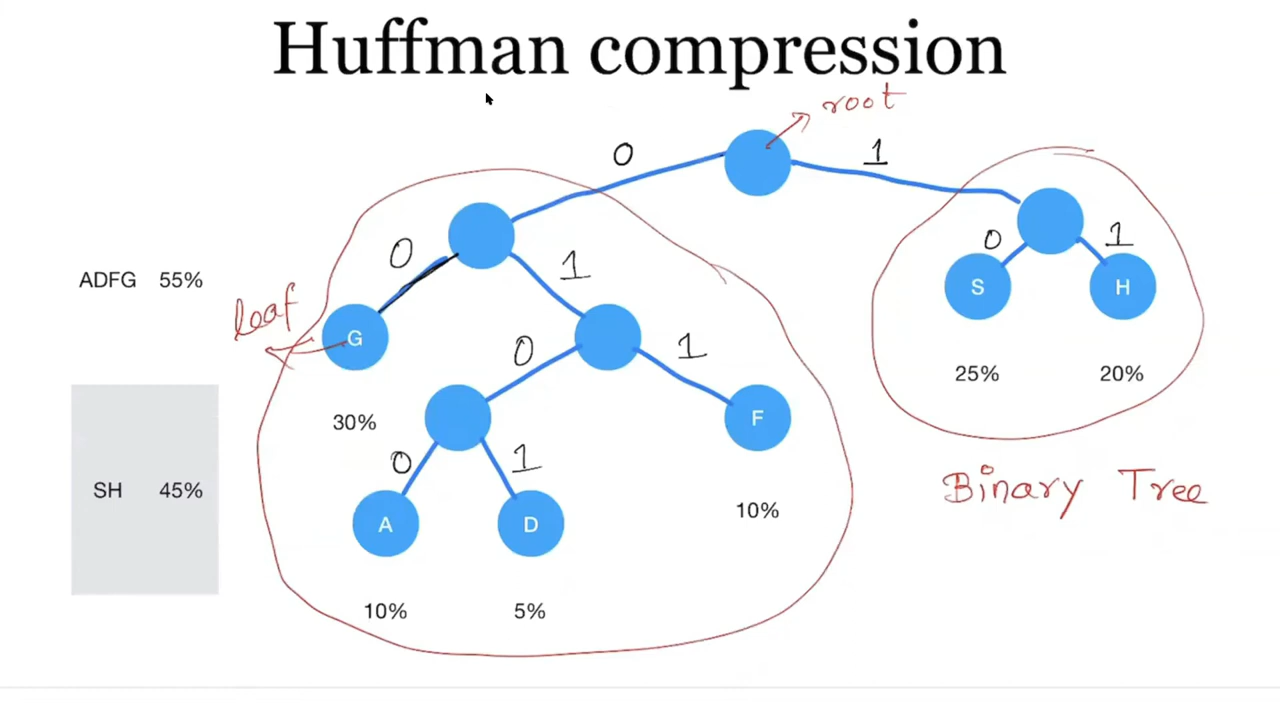 Huffman compression
root
0
1
0
1
0
1
ADFG 55%
leaf
G
S
H
0
1
25%
20%
30%
F
0
1
SH 45%
Binary Tree
10%
A
D
10%
5%